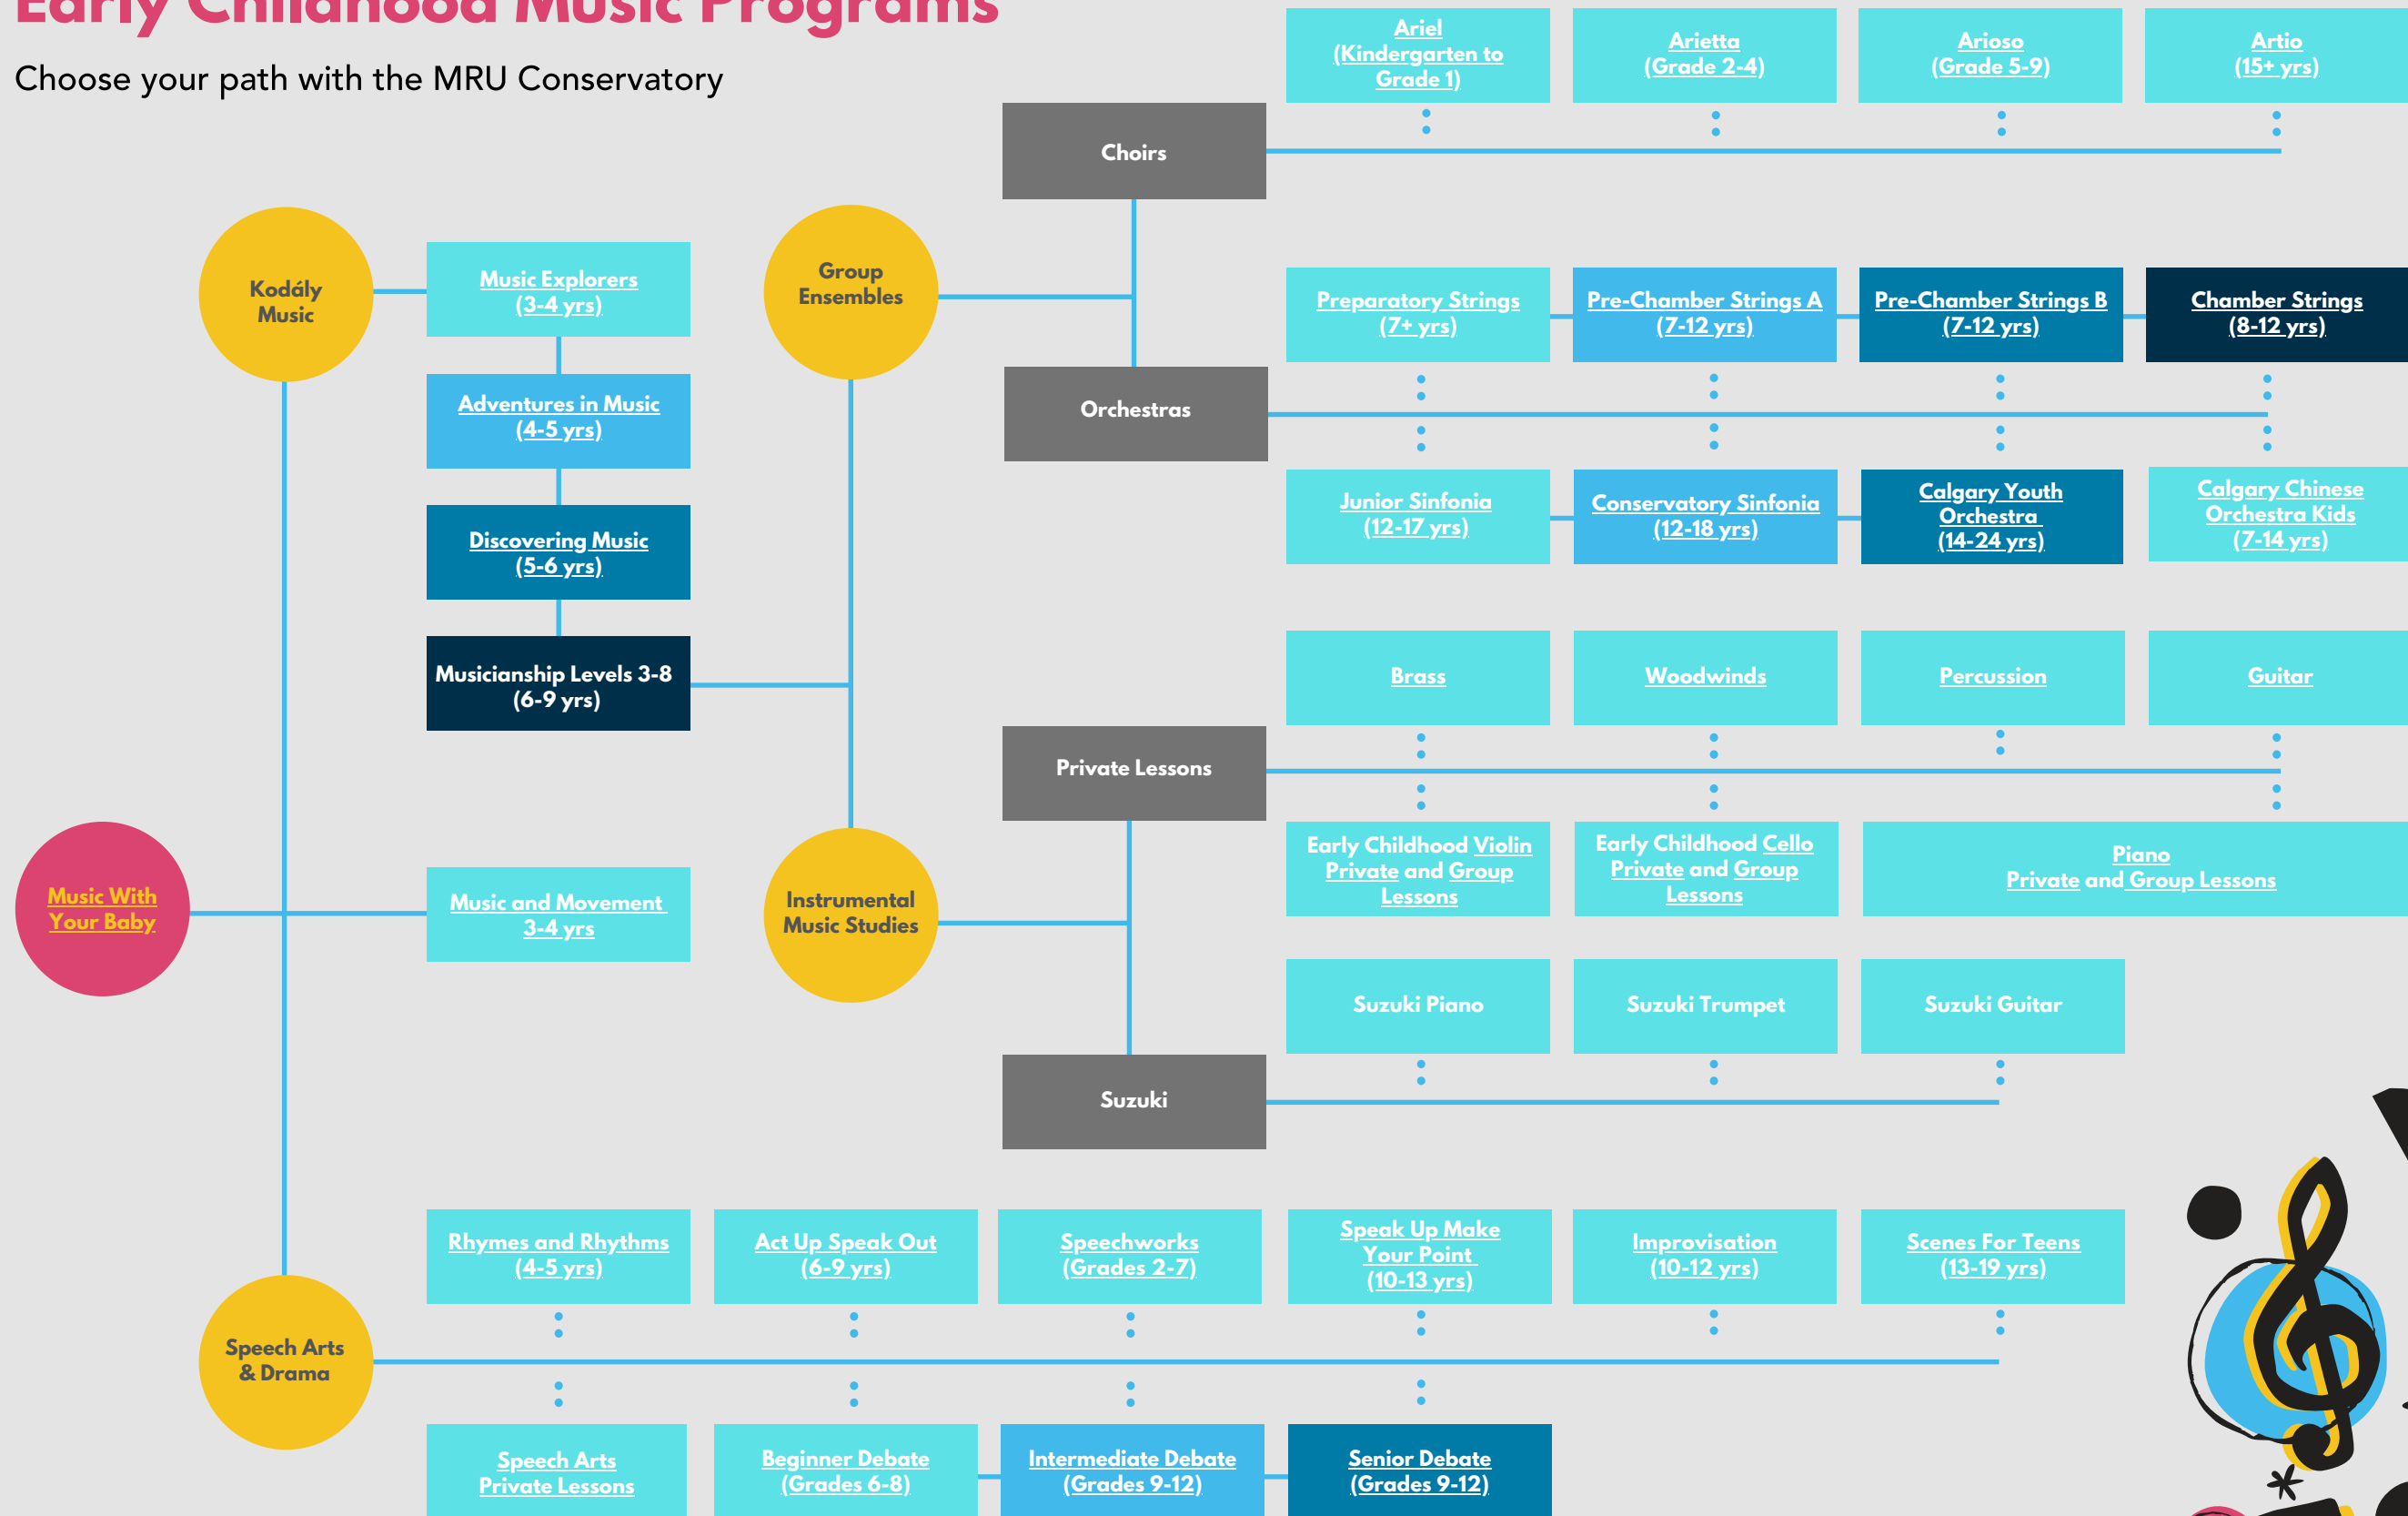 Early Childhood Music Programs
Choose your path with the MRU Conservatory
Ariel
(Kindergarten to
Grade 1)
Arietta
(Grade 2-4)
Arioso
(Grade 5-9)
Artio
(15+ yrs)
Choirs
Kodály
Music
Music Explorers
(3-4 yrs)
Adventures in Music
(4-5 yrs)
Discovering Music
(5-6 yrs)
Musicianship Levels 3-8
(6-9 yrs)
Group
Ensembles
Preparatory Strings
(7+ yrs)
Pre-Chamber Strings A
(7-12 yrs)
Pre-Chamber Strings B
(7-12 yrs)
Chamber Strings
(8-12 yrs)
Orchestras
Junior Sinfonia
(12-17 yrs)
Conservatory Sinfonia
(12-18 yrs)
Calgary Youth
Orchestra
(14-24 yrs)
Calgary Chinese
Orchestra Kids
(7-14 yrs)
Brass
Woodwinds
Percussion
Guitar
Private Lessons
Early Childhood Violin
Private and Group
Lessons
Early Childhood Cello
Private and Group
Lessons
Piano
Private and Group Lessons
Music With
Your Baby
Music and Movement
3-4 yrs
Instrumental
Music Studies
Suzuki Piano
Suzuki Trumpet
Suzuki Guitar
Suzuki
Rhymes and Rhythms
(4-5 yrs)
Act Up Speak Out
(6-9 yrs)
Speechworks
(Grades 2-7)
Speak Up Make
Your Point
(10-13 yrs)
Improvisation
(10-12 yrs)
Scenes For Teens
(13-19 yrs)
Speech Arts
& Drama
Speech Arts
Private Lessons
Beginner Debate
(Grades 6-8)
Intermediate Debate
(Grades 9-12)
Senior Debate
(Grades 9-12)